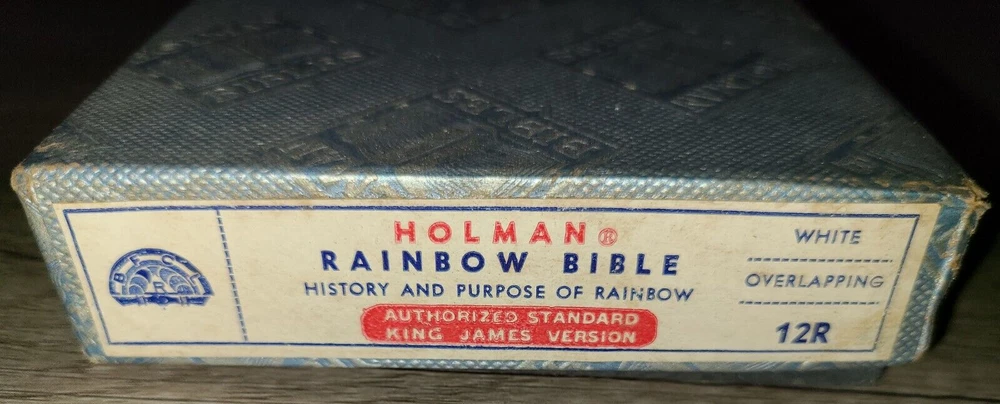 HOLMAN®
RAINBOW BIBLE
HISTORY AND PURPOSE OF RAINBOW
AUTHORIZED STANDARD
KING JAMES VERSION
WHITE
OVERLAPPING
12R